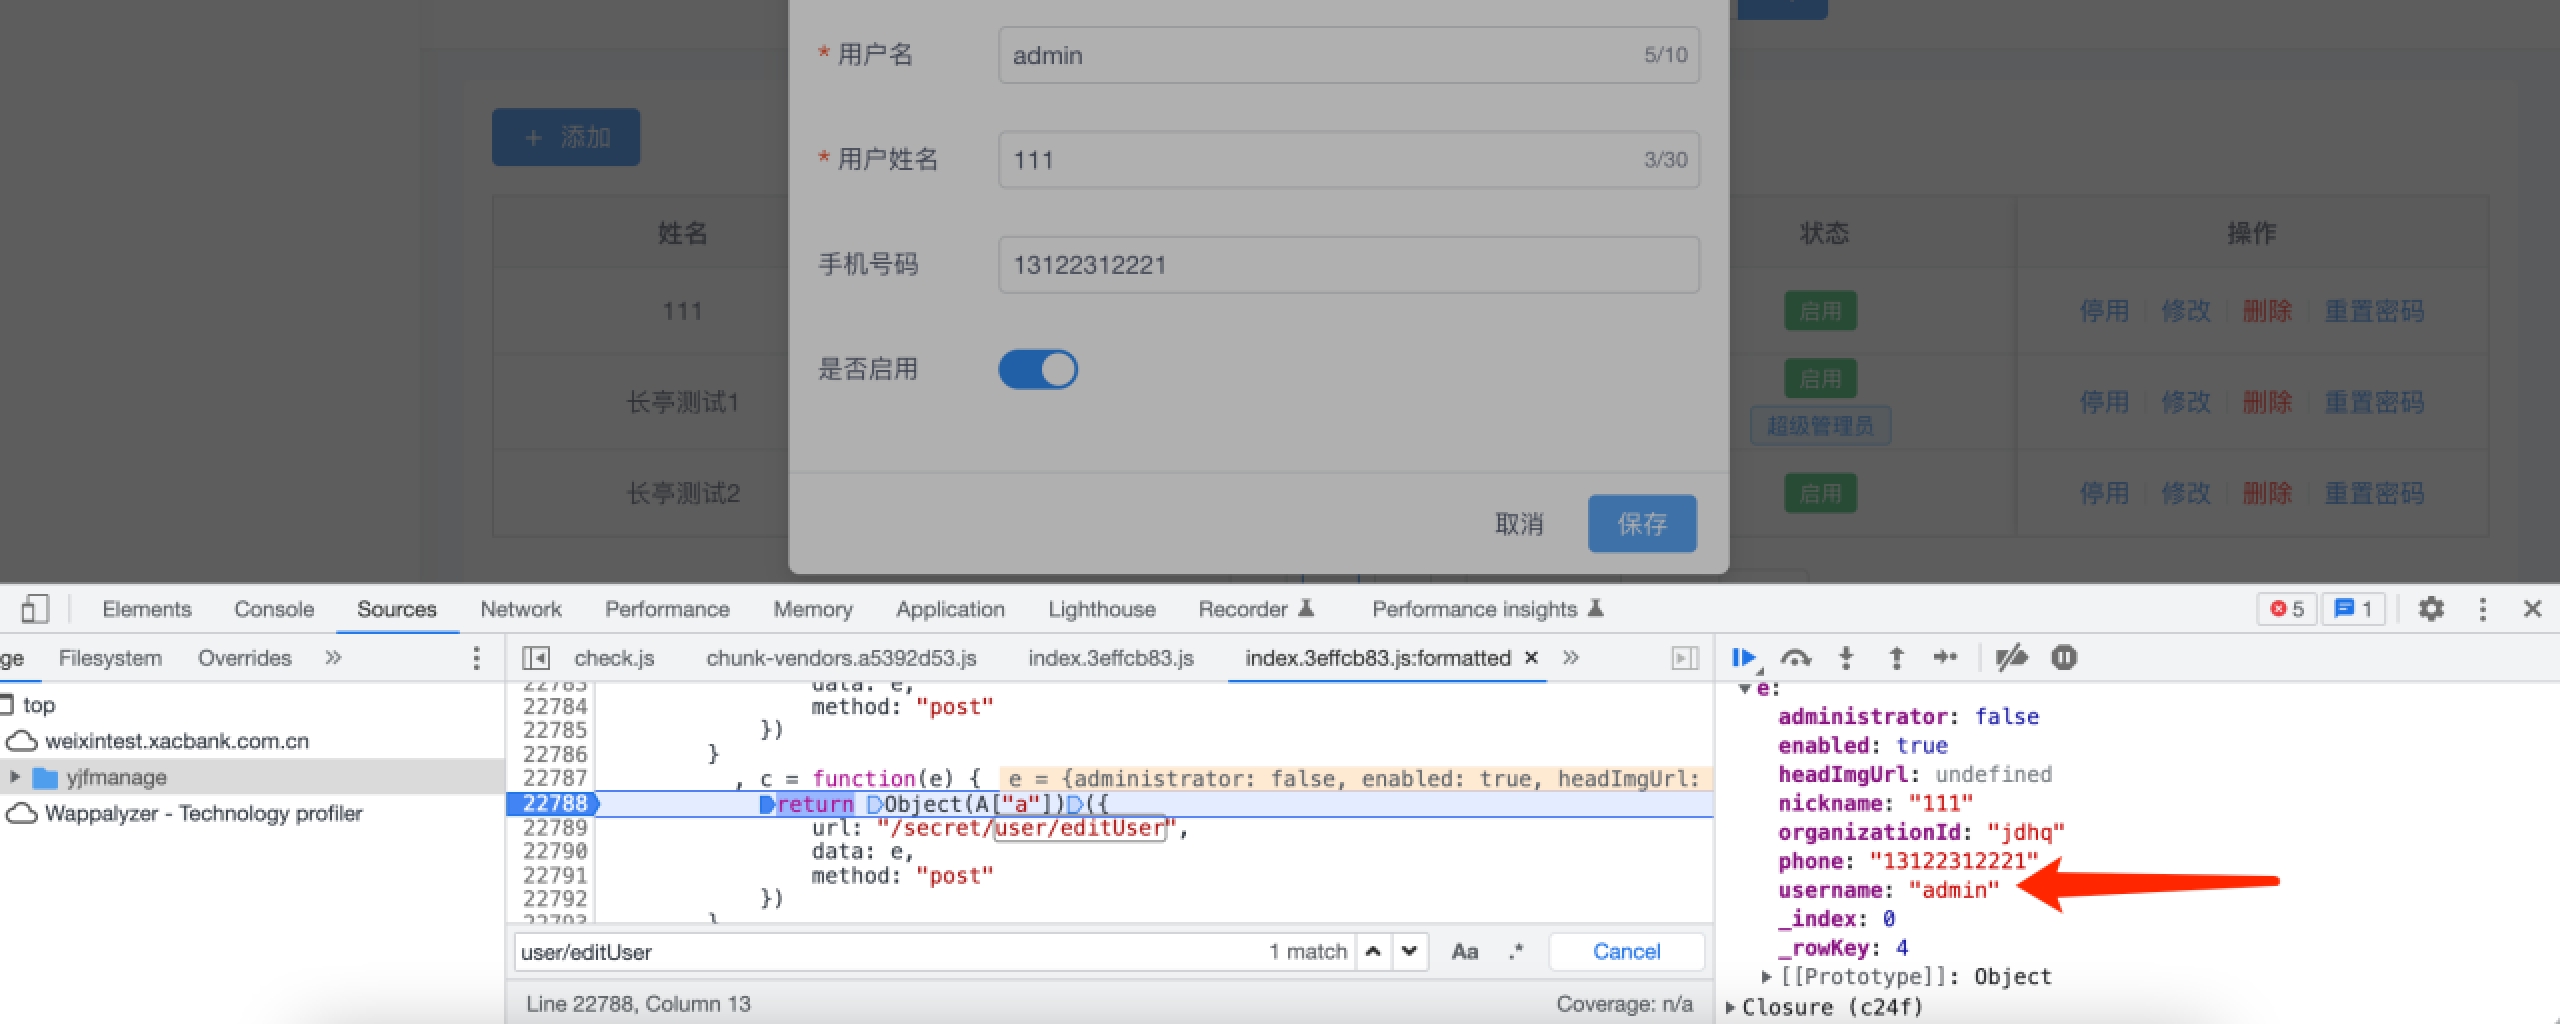 * 用户名 admin 5/10
+ 添加
* 用户姓名 111 3/30
姓名 状态 操作
手机号码 13122312221
111 启用 停用 修改 删除 重置密码
是否启用
启用
长亭测试1 停用 修改 删除 重置密码
超级管理员
长亭测试2 启用 停用 修改 删除 重置密码
取消 保存
Elements Console Sources Network Performance Memory Application Lighthouse Recorder Performance insights 5 1
ge Filesystem Overrides »
check.js chunk-vendors.a5392d53.js index.3effcb83.js index.3effcb83.js:formatted × »
top
weixintest.xacbank.com.cn
yjfmanage
Wappalyzer - Technology profiler
22783 data: e,
22784 method: "post"
22785 })
22786 }
22787 , c = function(e) { e = {administrator: false, enabled: true, headImgUrl:
22788 return Object(A["a"])({
22789 url: "/secret/user/editUser",
22790 data: e,
22791 method: "post"
22792 })
22793 }
user/editUser 1 match Aa .* Cancel
Line 22788, Column 13 Coverage: n/a
e:
administrator: false
enabled: true
headImgUrl: undefined
nickname: "111"
organizationId: "jdhq"
phone: "13122312221"
username: "admin"
_index: 0
_rowKey: 4
[[Prototype]]: Object
Closure (c24f)